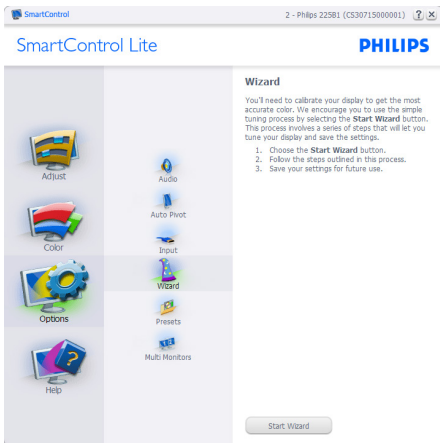 SmartControl
2 - Philips 225B1 (CS30715000001)
? X
SmartControl Lite
PHILIPS
Adjust
Color
Options
Help
Audio
Auto Pivot
Input
Wizard
Presets
Multi Monitors
Wizard
You'll need to calibrate your display to get the most
accurate color. We encourage you to use the simple
tuning process by selecting the Start Wizard button.
This process involves a series of steps that will let you
tune your display and save the settings.
1. Choose the Start Wizard button.
2. Follow the steps outlined in this process.
3. Save your settings for future use.
Start Wizard